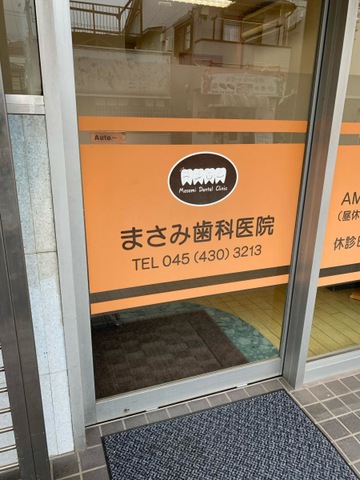 Auto
Masami Dental Clinic
まさみ歯科医院
TEL 045 (430) 3213
AM
(昼休
休診日